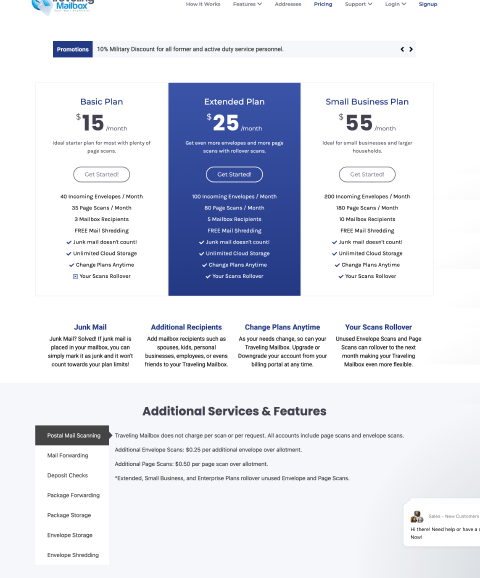 Traveling
Mailbox
How It Works Features Addresses Pricing Support Login Signup
Promotions 10% Military Discount for all former and active duty service personnel.
Basic Plan
$15/month
Ideal starter plan for most with plenty of
page scans.
Get Started!
40 Incoming Envelopes / Month
35 Page Scans / Month
3 Mailbox Recipients
FREE Mail Shredding
Junk mail doesn't count!
Unlimited Cloud Storage
Change Plans Anytime
Your Scans Rollover
Extended Plan
$25/month
Get even more envelopes and more page
scans with rollover scans.
Get Started!
100 Incoming Envelopes / Month
80 Page Scans / Month
5 Mailbox Recipients
FREE Mail Shredding
Junk mail doesn't count!
Unlimited Cloud Storage
Change Plans Anytime
Your Scans Rollover
Small Business Plan
$55/month
Ideal for small businesses and larger
households.
Get Started!
200 Incoming Envelopes / Month
180 Page Scans / Month
10 Mailbox Recipients
FREE Mail Shredding
Junk mail doesn't count!
Unlimited Cloud Storage
Change Plans Anytime
Your Scans Rollover
Junk Mail
Junk Mail? Solved! If junk mail is
placed in your mailbox, you can
simply mark it as junk and it won't
count towards your plan limits!
Additional Recipients
Add mailbox recipients such as
spouses, kids, personal
businesses, employees, or evens
friends to your Traveling Mailbox.
Change Plans Anytime
As your needs change, so can your
Traveling Mailbox. Upgrade or
Downgrade your account from your
billing portal at any time.
Your Scans Rollover
Unused Envelope Scans and Page
Scans can rollover to the next
month making your Traveling
Mailbox even more flexible.
Additional Services & Features
Postal Mail Scanning
Mail Forwarding
Deposit Checks
Package Forwarding
Package Storage
Envelope Storage
Envelope Shredding
Traveling Mailbox does not charge per scan or per request. All accounts include page scans and envelope scans.
Additional Envelope Scans: $0.25 per additional envelope over allotment.
Additional Page Scans: $0.50 per page scan over allotment.
*Extended, Small Business, and Enterprise Plans rollover unused Envelope and Page Scans.
Sales - New Customers
Hi there! Need help or have a
Now!